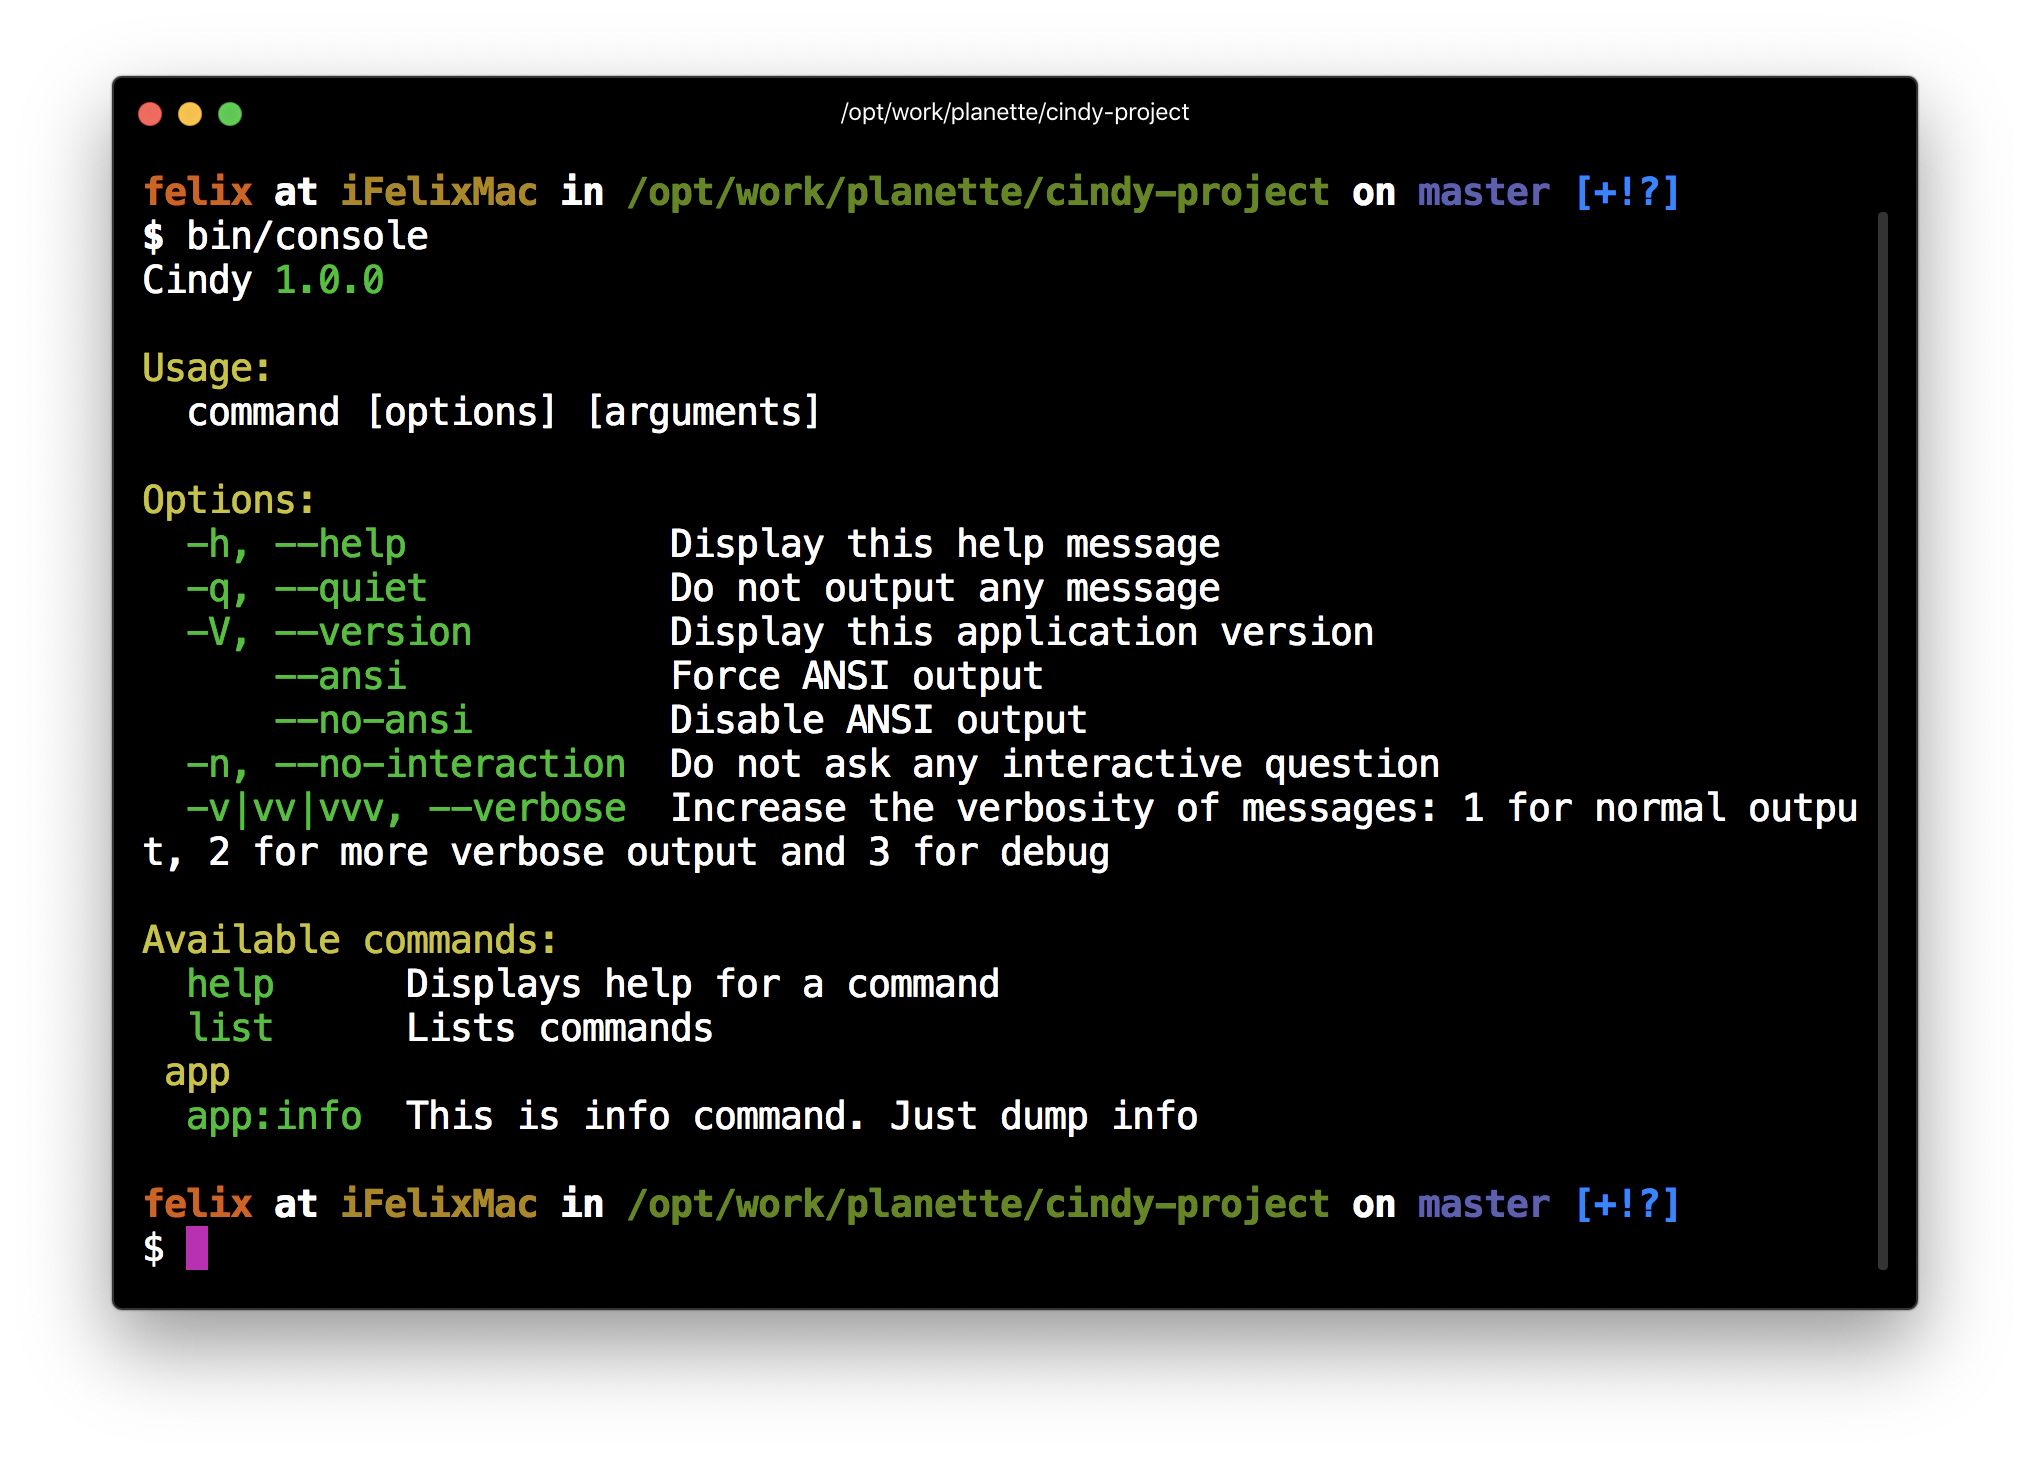 /opt/work/planette/cindy-project
felix at iFelixMac in /opt/work/planette/cindy-project on master [+!?]
$ bin/console
Cindy 1.0.0
Usage:
  command [options] [arguments]
Options:
  -h, --help            Display this help message
  -q, --quiet           Do not output any message
  -V, --version         Display this application version
      --ansi            Force ANSI output
      --no-ansi         Disable ANSI output
  -n, --no-interaction  Do not ask any interactive question
  -v|vv|vvv, --verbose  Increase the verbosity of messages: 1 for normal outpu
t, 2 for more verbose output and 3 for debug
Available commands:
  help      Displays help for a command
  list      Lists commands
 app
  app:info  This is info command. Just dump info
felix at iFelixMac in /opt/work/planette/cindy-project on master [+!?]
$